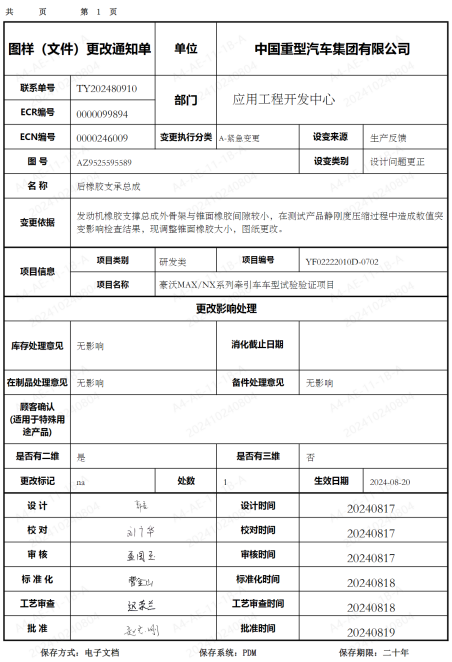 共 页 第 1 页
图样（文件）更改通知单 单位 中国重型汽车集团有限公司
联系单号 TY202480910 部门 应用工程开发中心
ECR编号 0000099894
ECN编号 0000246009 变更执行分类 A-紧急变更 设变来源 生产反馈
图 号 AZ9525595589 设变类别 设计问题更正
名 称 后橡胶支承总成
变更依据 发动机橡胶支撑总成外骨架与锥面橡胶间隙较小，在测试产品静刚度压缩过程中造成数值突
变影响检查结果，现调整锥面橡胶大小，图纸更改。
项目信息 项目类别 研发类 项目编号 YF02222010D-0702
项目名称 豪沃MAX/NX系列牵引车车型试验验证项目
更改影响处理
库存处理意见 无影响 消化截止日期
在制品处理意见 无影响 备件处理意见 无影响
顾客确认
(适用于特殊用
途产品)
是否有二维 是 是否有三维 否
更改标记 na 处数 1 生效日期 2024-08-20
设 计 设计时间 20240817
校 对 校对时间 20240817
审 核 审核时间 20240817
标 准 化 标准化时间 20240818
工艺审查 工艺审查时间 20240818
批 准 批准时间 20240819
保存方式：电子文档 保存系统：PDM 保存期限：二十年